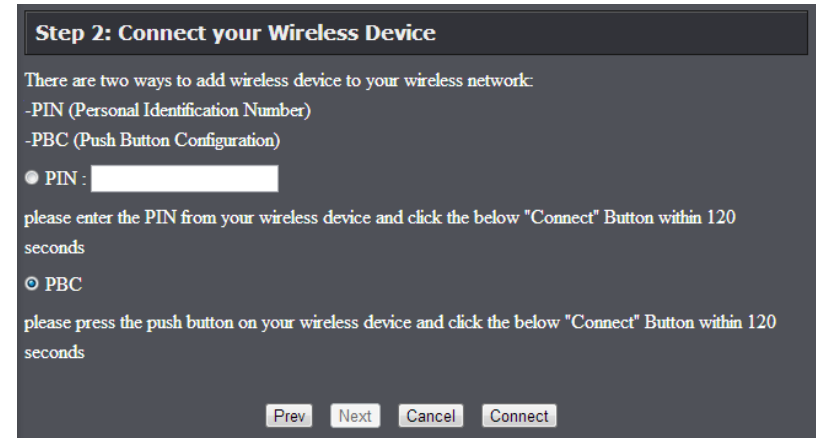 Step 2: Connect your Wireless Device
There are two ways to add wireless device to your wireless network:
-PIN (Personal Identification Number)
-PBC (Push Button Configuration)
PIN :
please enter the PIN from your wireless device and click the below "Connect" Button within 120
seconds
PBC
please press the push button on your wireless device and click the below "Connect" Button within 120
seconds
Prev Next Cancel Connect